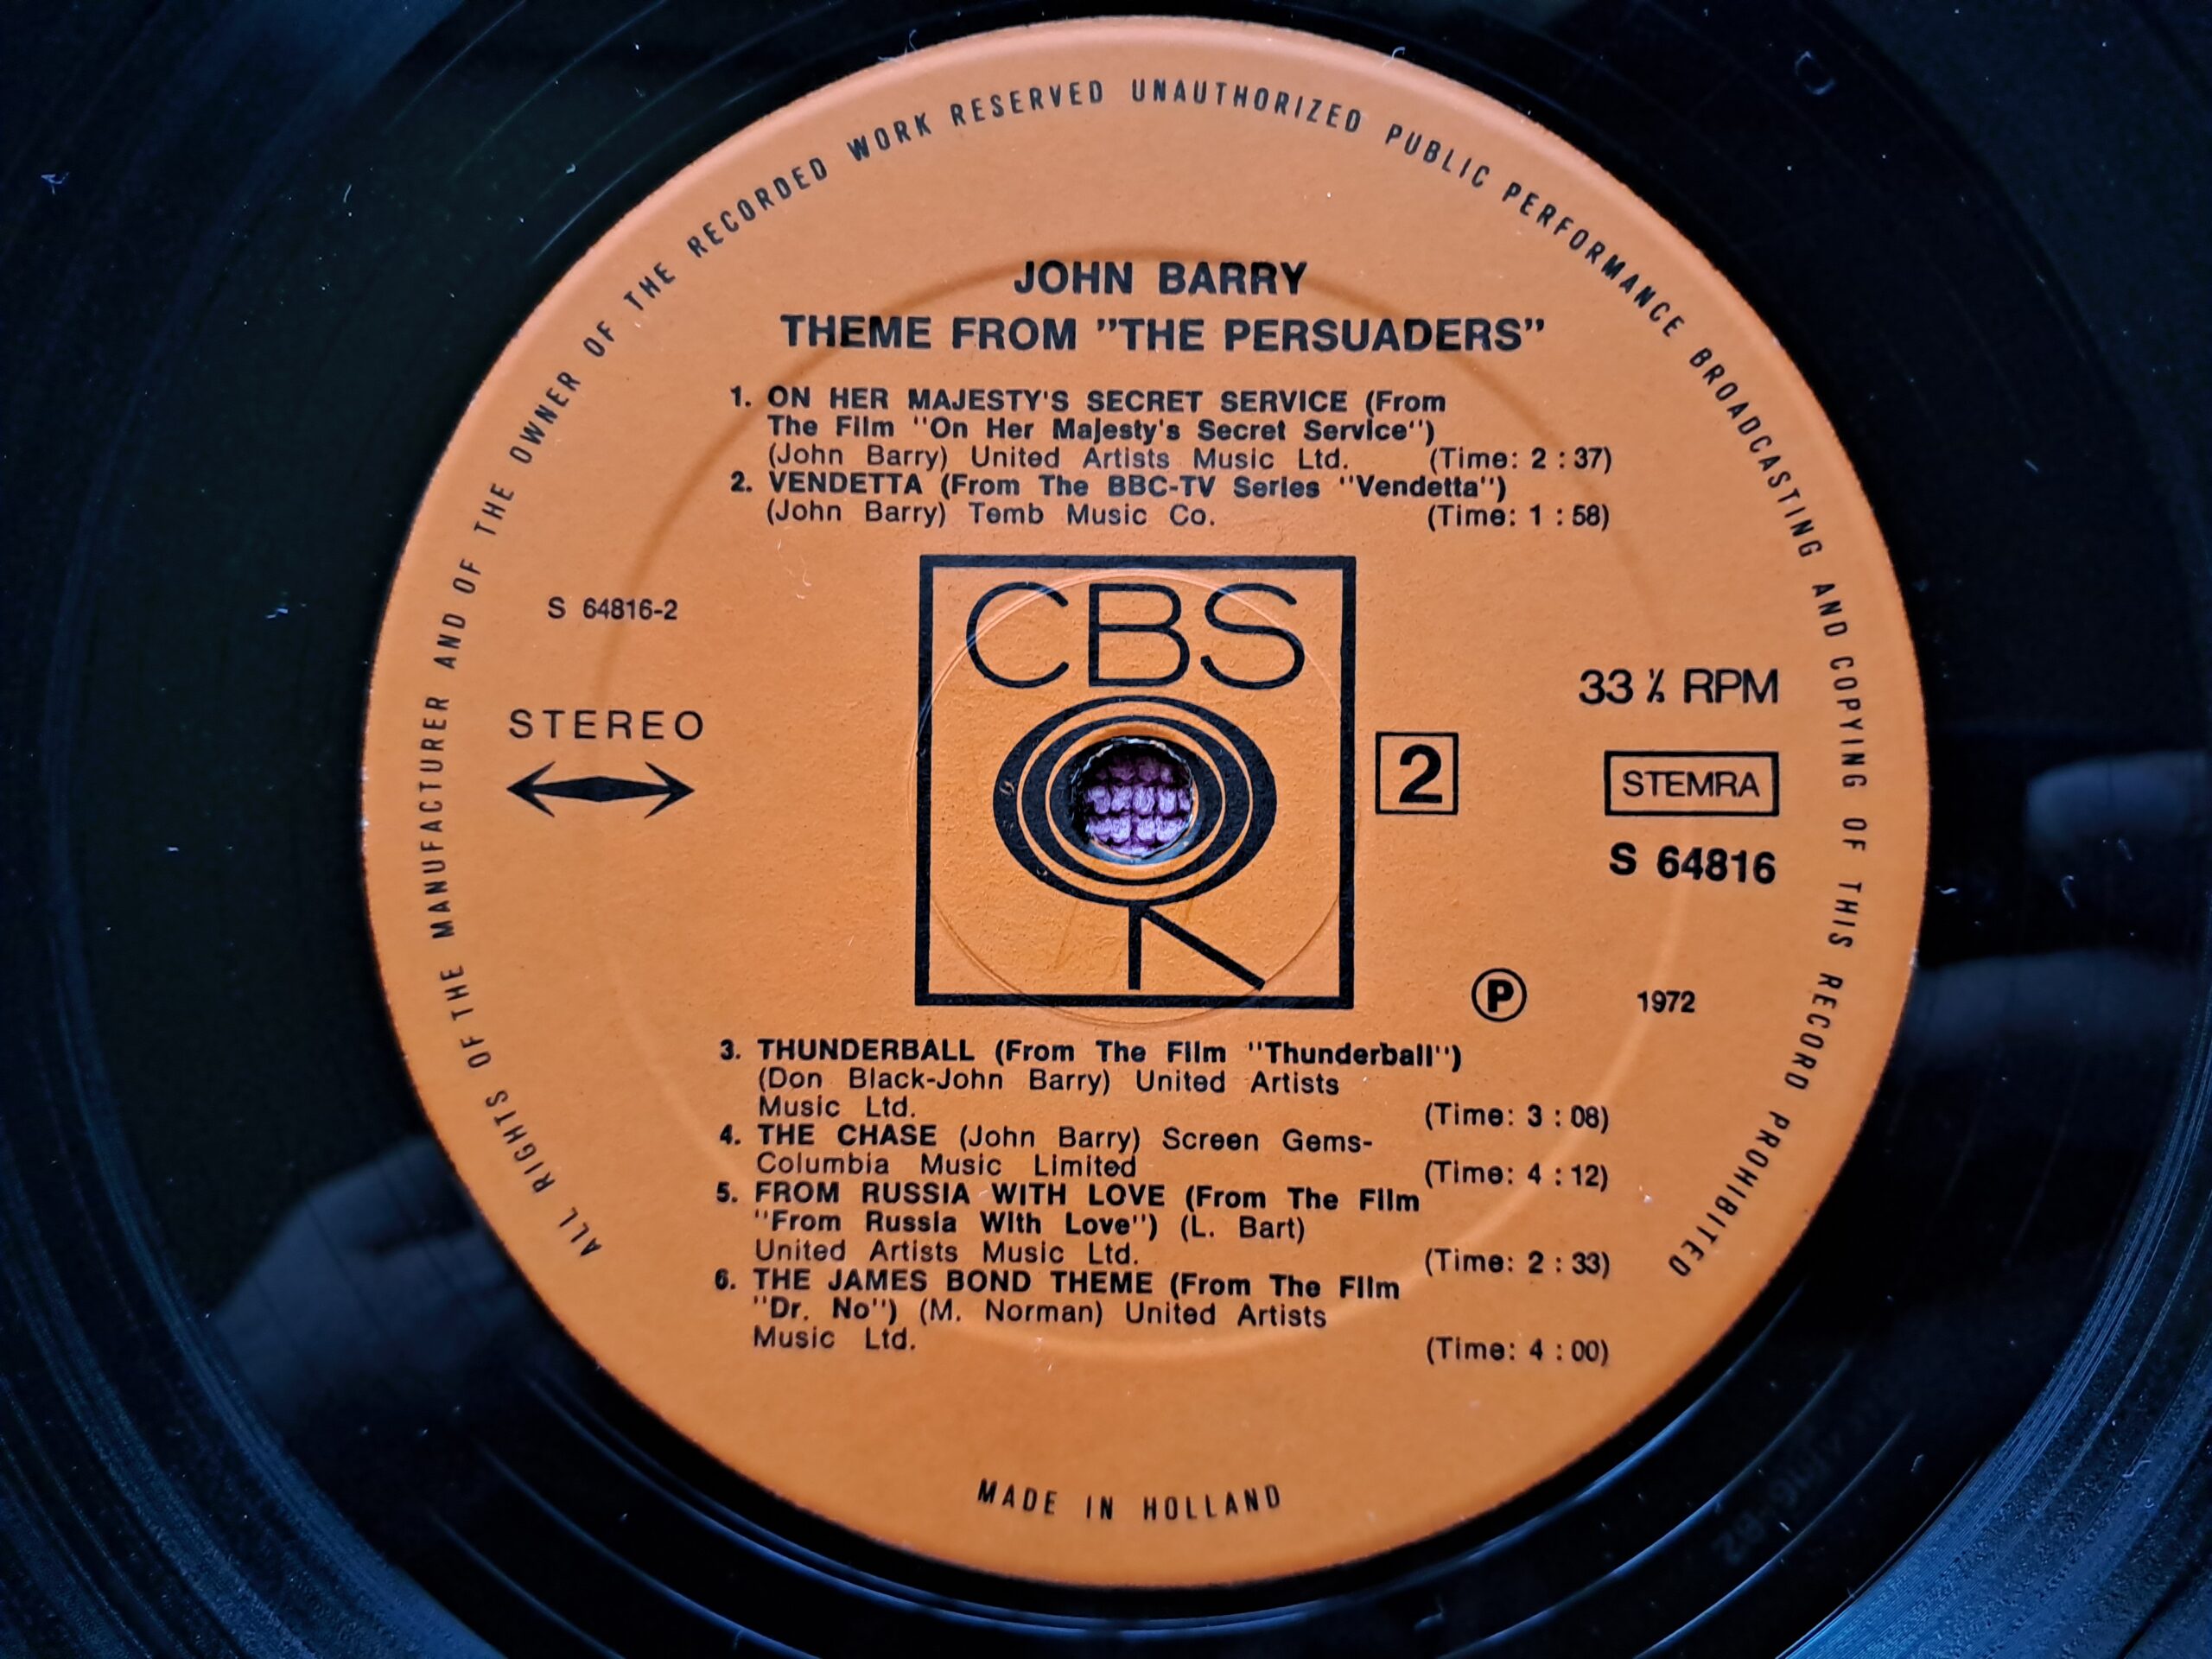 ALL RIGHTS OF THE MANUFACTURER AND OF THE OWNER OF THE RECORDED WORK RESERVED UNAUTHORIZED PUBLIC PERFORMANCE BROADCASTING AND COPYING OF THIS RECORD PROHIBITED
JOHN BARRY
THEME FROM "THE PERSUADERS"
1. ON HER MAJESTY'S SECRET SERVICE (From
The Film "On Her Majesty's Secret Service")
(John Barry) United Artists Music Ltd. (Time: 2 : 37)
2. VENDETTA (From The BBC-TV Series "Vendetta")
(John Barry) Temb Music Co. (Time: 1 : 58)
S 64816-2
STEREO
CBS
2
33 ⅓ RPM
STEMRA
S 64816
Ⓟ 1972
3. THUNDERBALL (From The Film "Thunderball")
(Don Black-John Barry) United Artists
Music Ltd. (Time: 3 : 08)
4. THE CHASE (John Barry) Screen Gems-
Columbia Music Limited (Time: 4 : 12)
5. FROM RUSSIA WITH LOVE (From The Film
"From Russia With Love") (L. Bart)
United Artists Music Ltd. (Time: 2 : 33)
6. THE JAMES BOND THEME (From The Film
"Dr. No") (M. Norman) United Artists
Music Ltd. (Time: 4 : 00)
MADE IN HOLLAND